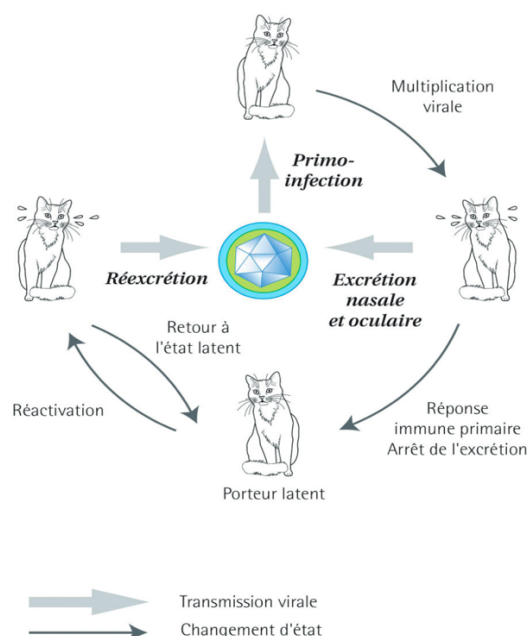 Multiplication
virale
Primo-
infection
Réexcrétion
Excrétion
nasale
et oculaire
Retour à
l'état latent
Réactivation
Réponse
immune primaire
Arrêt de l'excrétion
Porteur latent
Transmission virale
Changement d'état